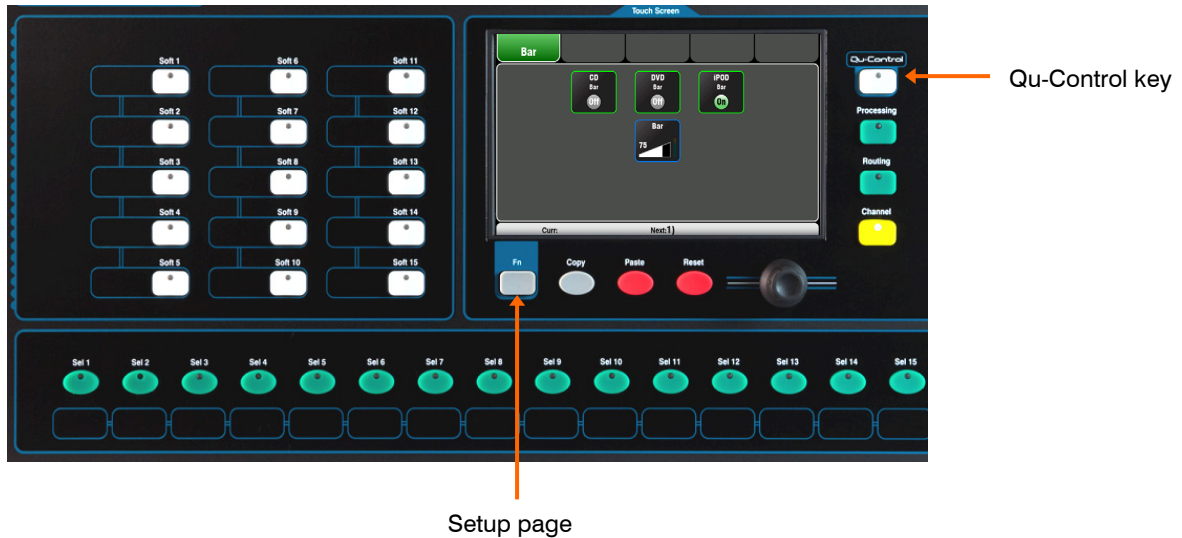 Touch Screen
Soft 1 Soft 6 Soft 11
Soft 2 Soft 7 Soft 12
Soft 3 Soft 8 Soft 13
Soft 4 Soft 9 Soft 14
Soft 5 Soft 10 Soft 15
Bar
CD DVD iPOD
Bar Bar Bar
Off Off On
Bar
75
Curr: Next:1)
Qu-Control
Processing
Routing
Channel
Qu-Control key
Fn Copy Paste Reset
Sel 1 Sel 2 Sel 3 Sel 4 Sel 5 Sel 6 Sel 7 Sel 8 Sel 9 Sel 10 Sel 11 Sel 12 Sel 13 Sel 14 Sel 15
Setup page